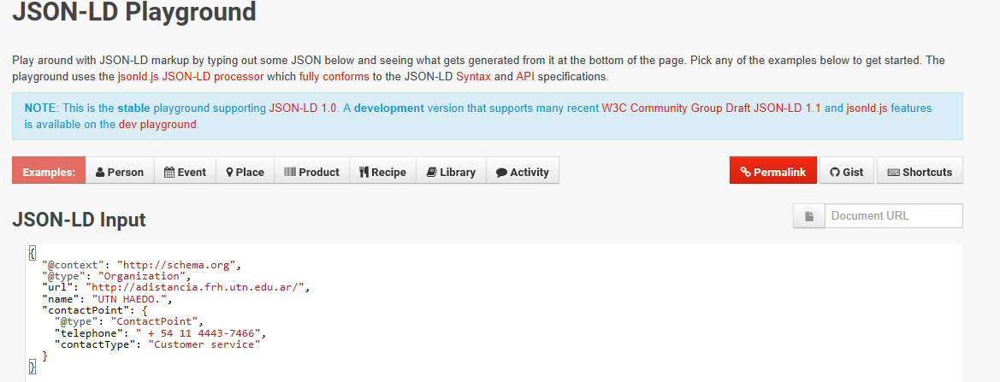 JSON-LD Playground
Play around with JSON-LD markup by typing out some JSON below and seeing what gets generated from it at the bottom of the page. Pick any of the examples below to get started. The
playground uses the jsonld.js JSON-LD processor which fully conforms to the JSON-LD Syntax and API specifications.
NOTE: This is the stable playground supporting JSON-LD 1.0. A development version that supports many recent W3C Community Group Draft JSON-LD 1.1 and jsonld.js features
is available on the dev playground.
Examples: Person Event Place Product Recipe Library Activity Permalink Gist Shortcuts
JSON-LD Input Document URL
{
"@context": "http://schema.org",
"@type": "Organization",
"url": "http://adistancia.frh.utn.edu.ar/",
"name": "UTN HAEDO.",
"contactPoint": {
"@type": "ContactPoint",
"telephone": " + 54 11 4443-7466",
"contactType": "Customer service"
}
}